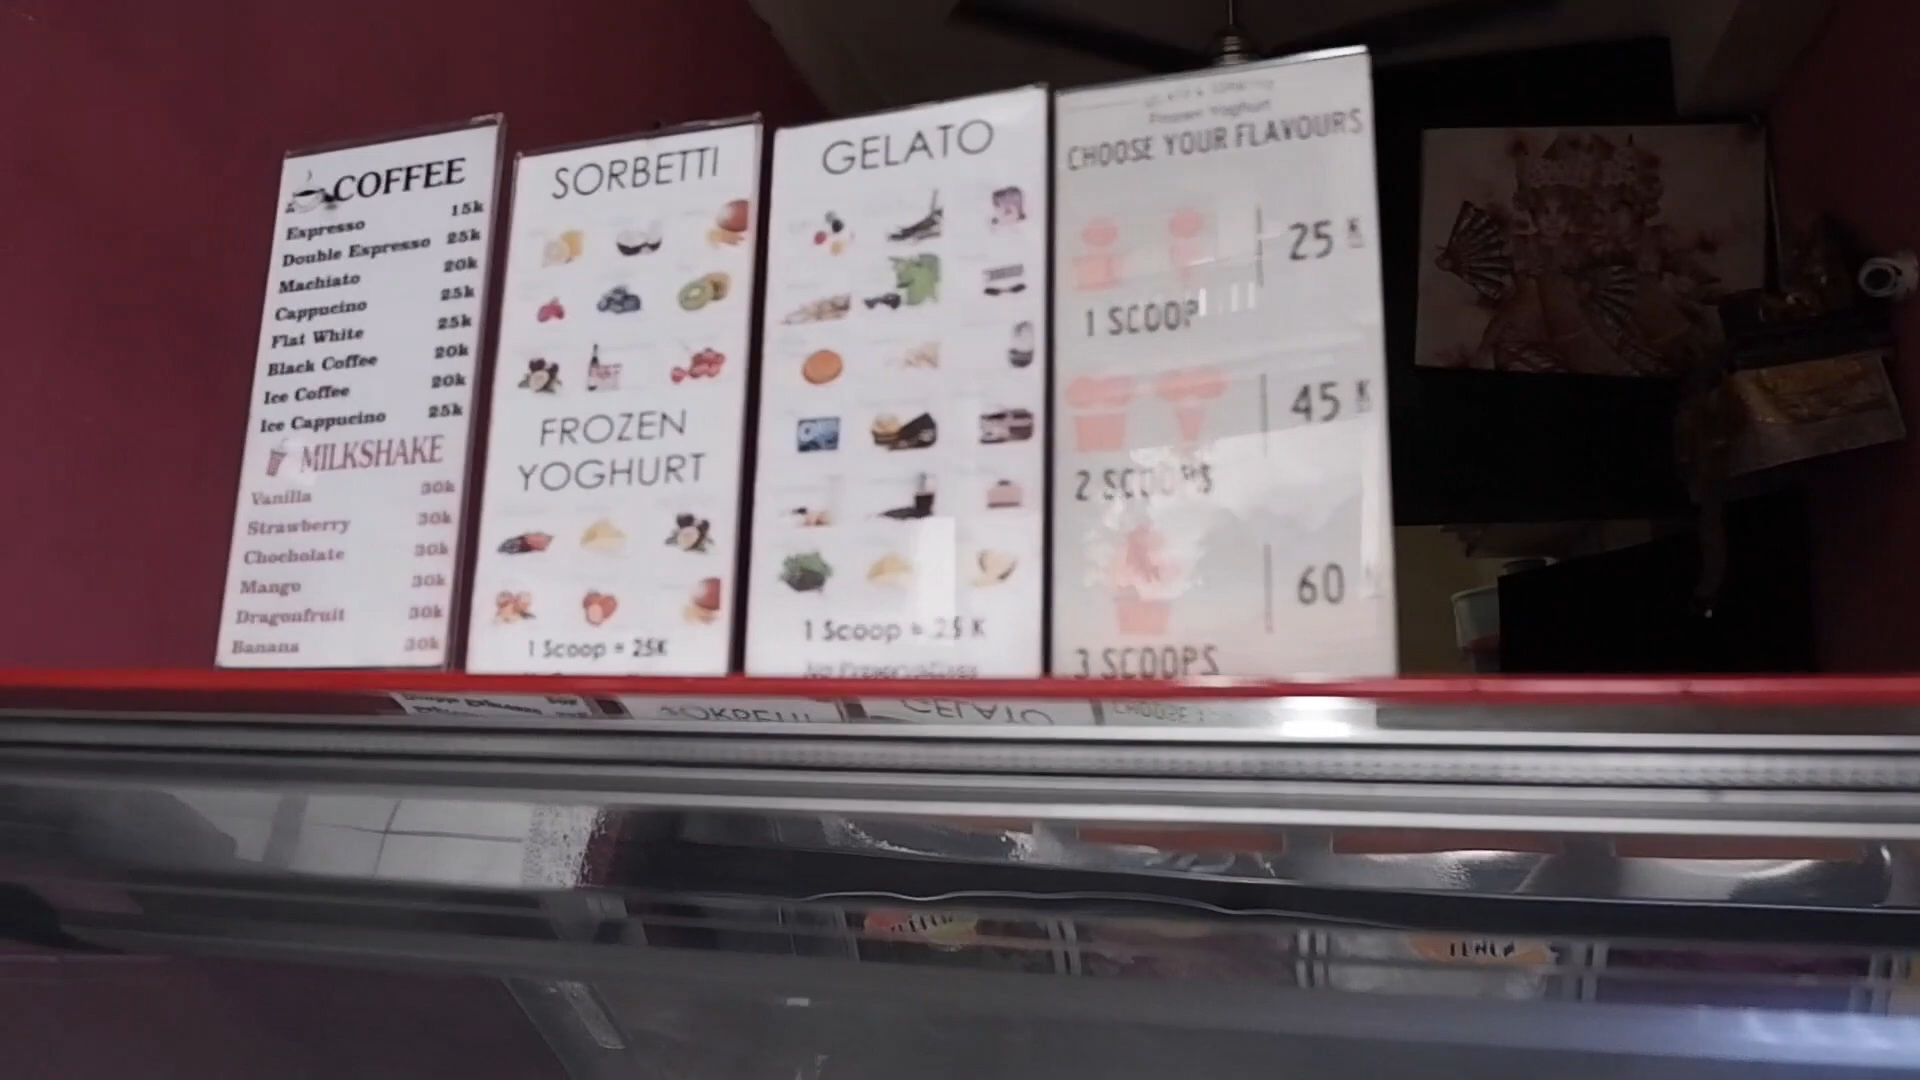 COFFEE
Espresso 15k
Double Espresso 25k
Machiato 20k
Cappucino 25k
Flat White 25k
Black Coffee 20k
Ice Coffee 20k
Ice Cappucino 25k
MILKSHAKE
Vanilla 30k
Strawberry 30k
Chocholate 30k
Mango 30k
Dragonfruit 30k
Banana 30k
SORBETTI
FROZEN
YOGHURT
1 Scoop = 25K
GELATO
1 Scoop = 25 K
Frozen Yoghurt
CHOOSE YOUR FLAVOURS
25 K
1 SCOOP
45 K
2 SCOOPS
60
3 SCOOPS